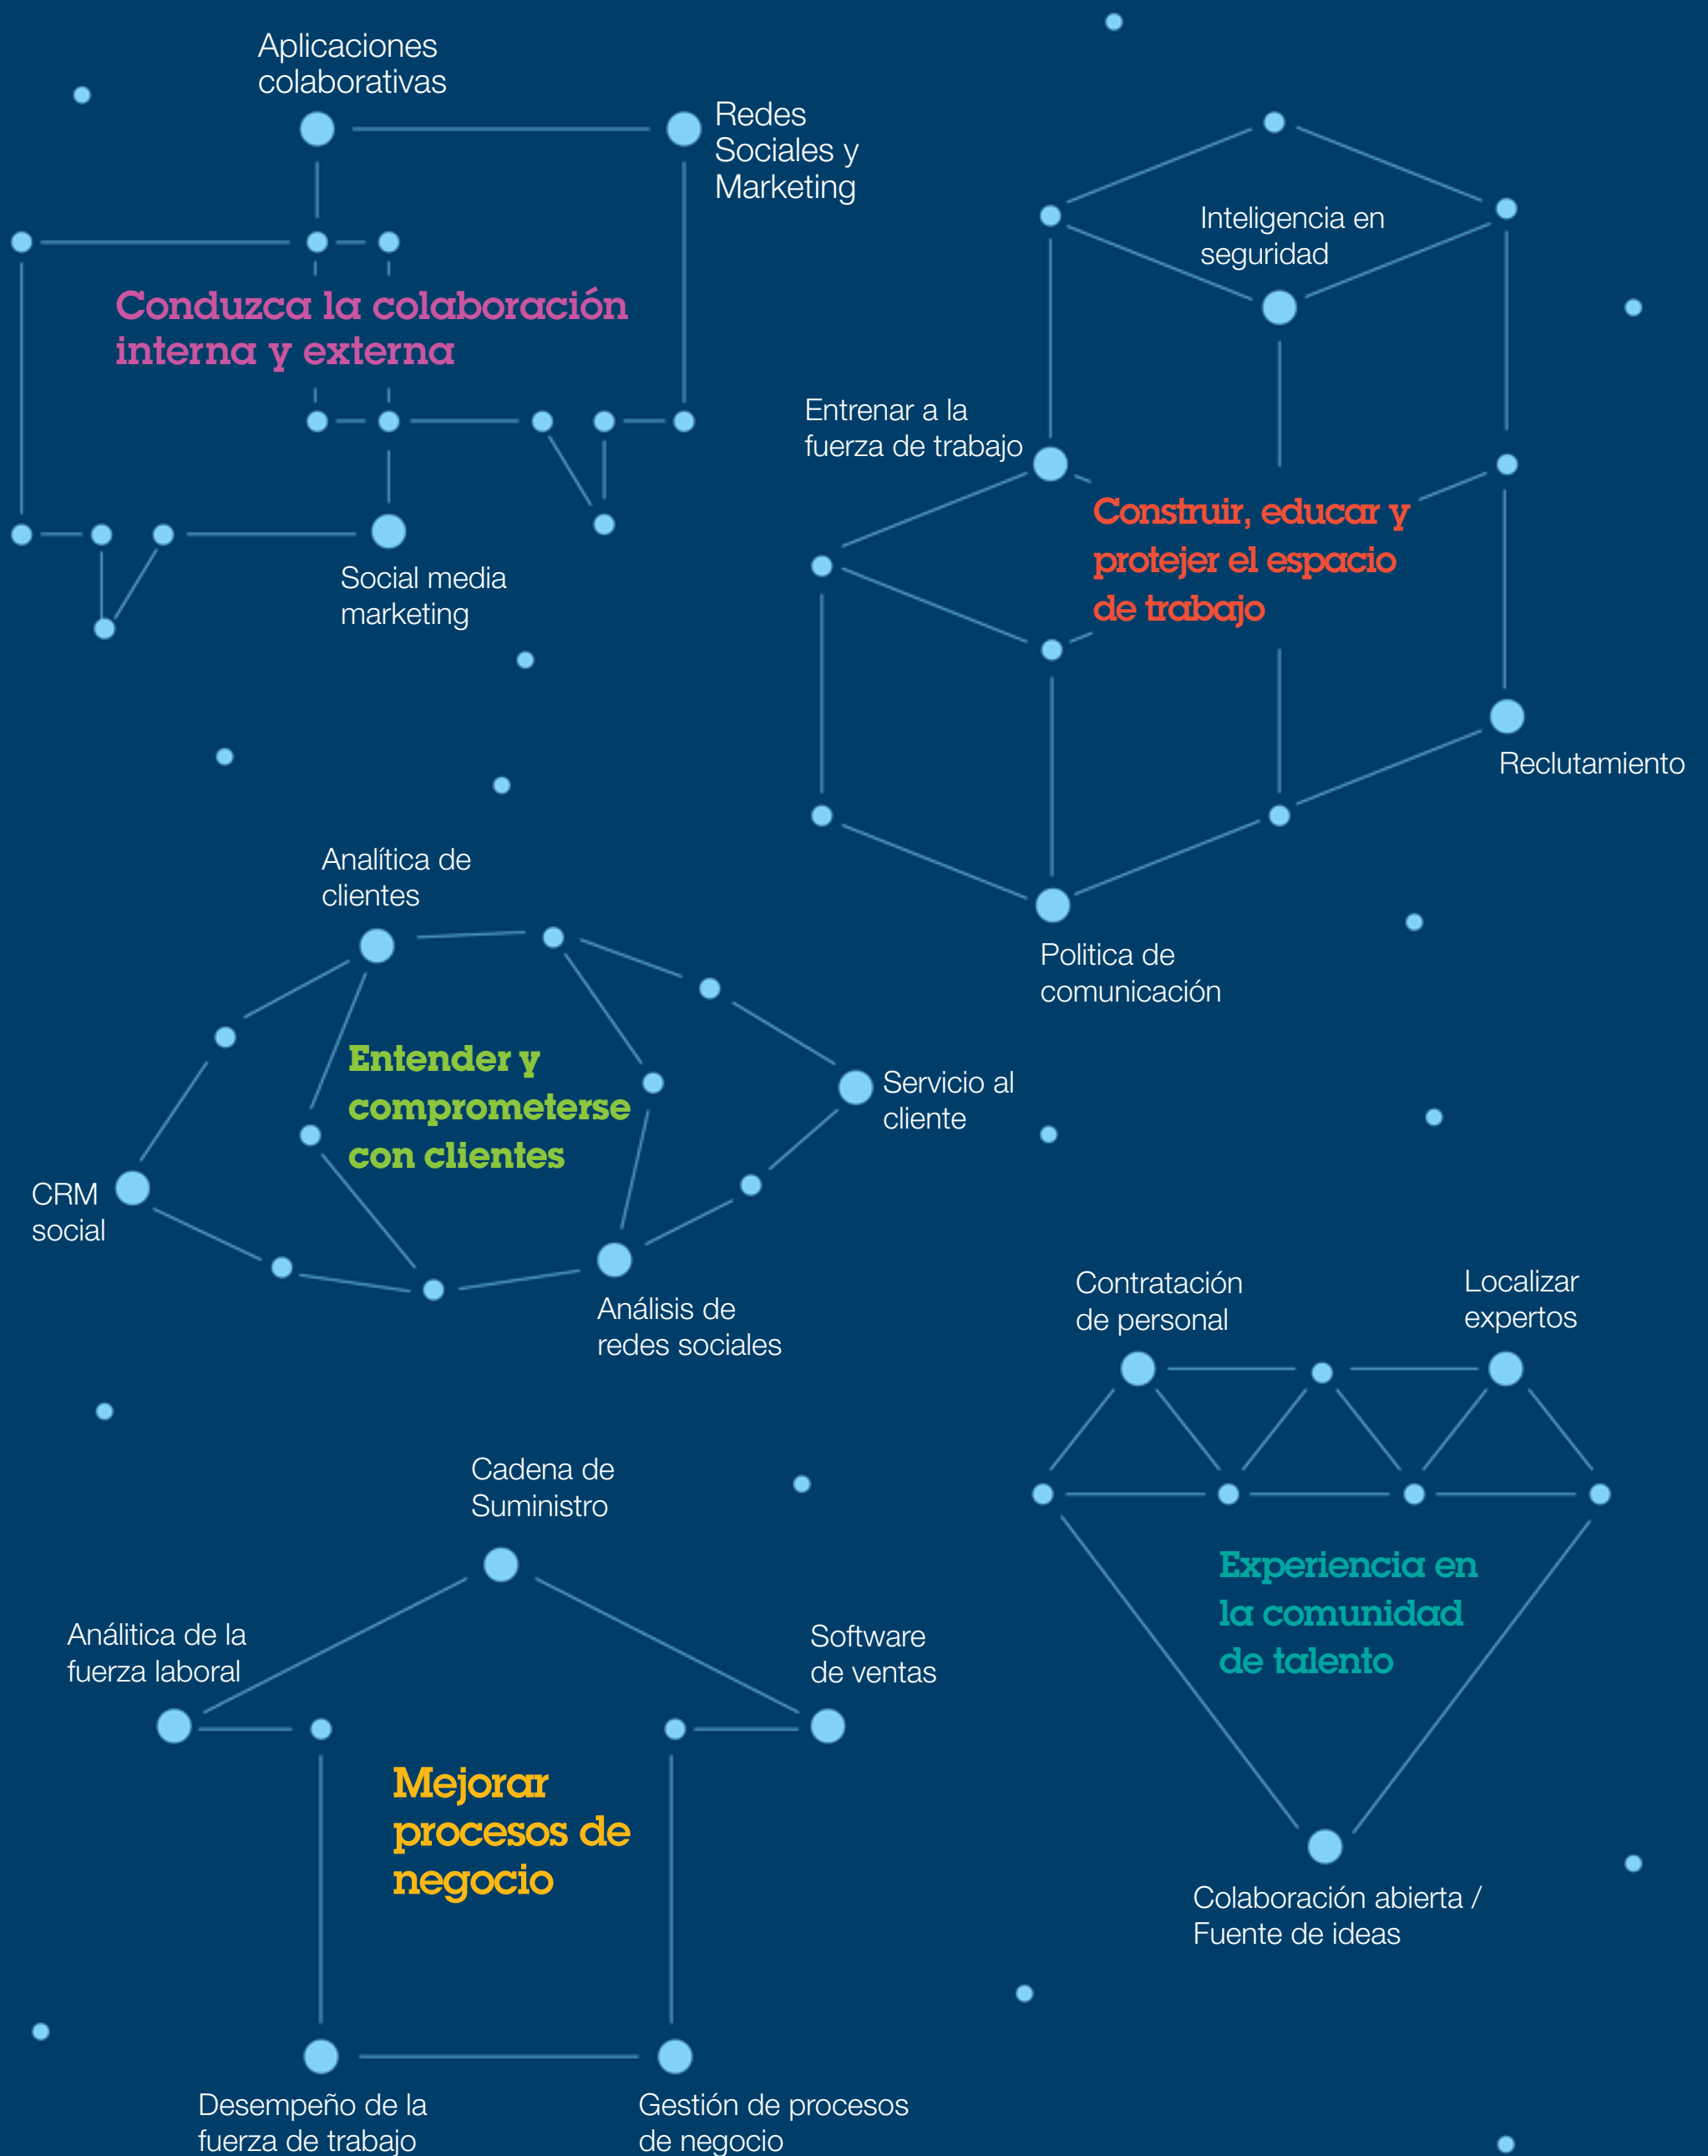 Aplicaciones
colaborativas
Redes
Sociales y
Marketing
Conduzca la colaboración
interna y externa
Social media
marketing
Inteligencia en
seguridad
Entrenar a la
fuerza de trabajo
Construir, educar y
protejer el espacio
de trabajo
Reclutamiento
Politica de
comunicación
Analítica de
clientes
Entender y
comprometerse
con clientes
Servicio al
cliente
CRM
social
Análisis de
redes sociales
Contratación
de personal
Localizar
expertos
Experiencia en
la comunidad
de talento
Colaboración abierta /
Fuente de ideas
Cadena de
Suministro
Análitica de la
fuerza laboral
Software
de ventas
Mejorar
procesos de
negocio
Desempeño de la
fuerza de trabajo
Gestión de procesos
de negocio